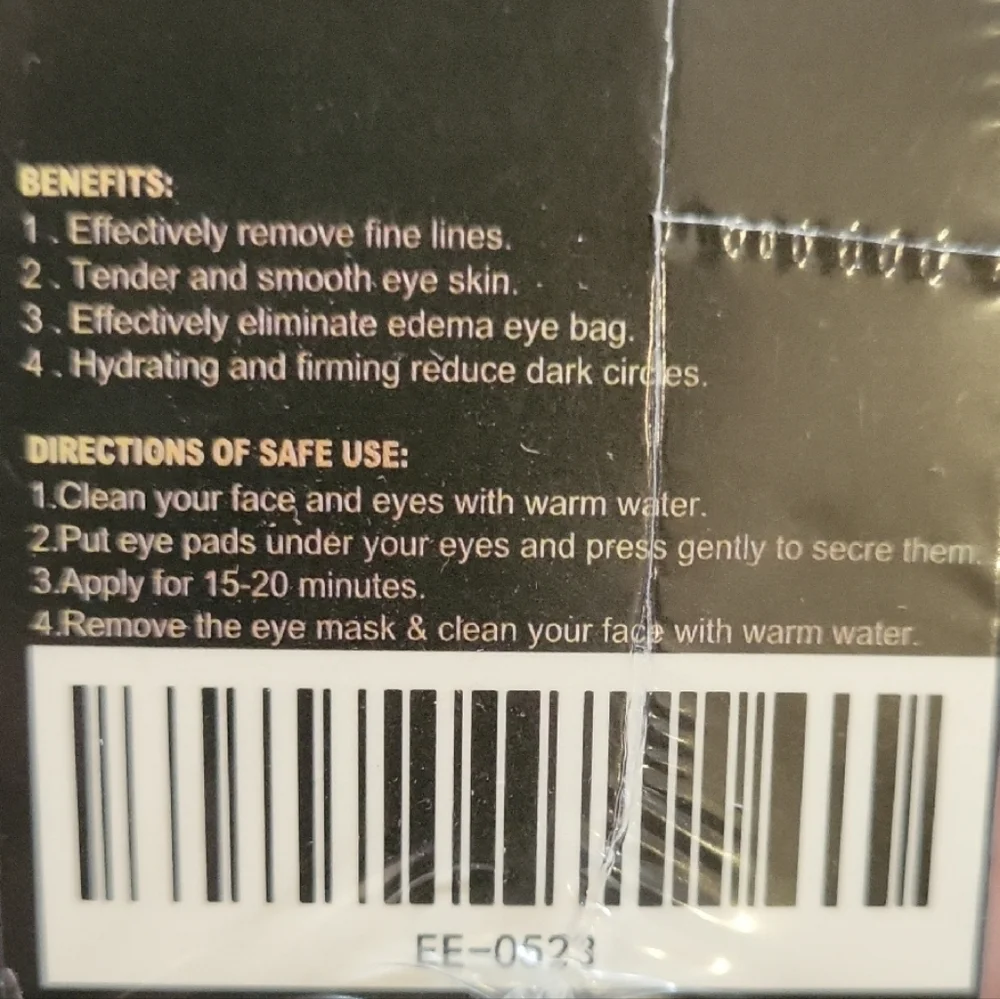 BENEFITS:
1. Effectively remove fine lines.
2. Tender and smooth eye skin.
3. Effectively eliminate edema eye bag.
4. Hydrating and firming reduce dark circles.
DIRECTIONS OF SAFE USE:
1.Clean your face and eyes with warm water.
2.Put eye pads under your eyes and press gently to secre them.
3.Apply for 15-20 minutes.
4.Remove the eye mask & clean your face with warm water.
EE-0523